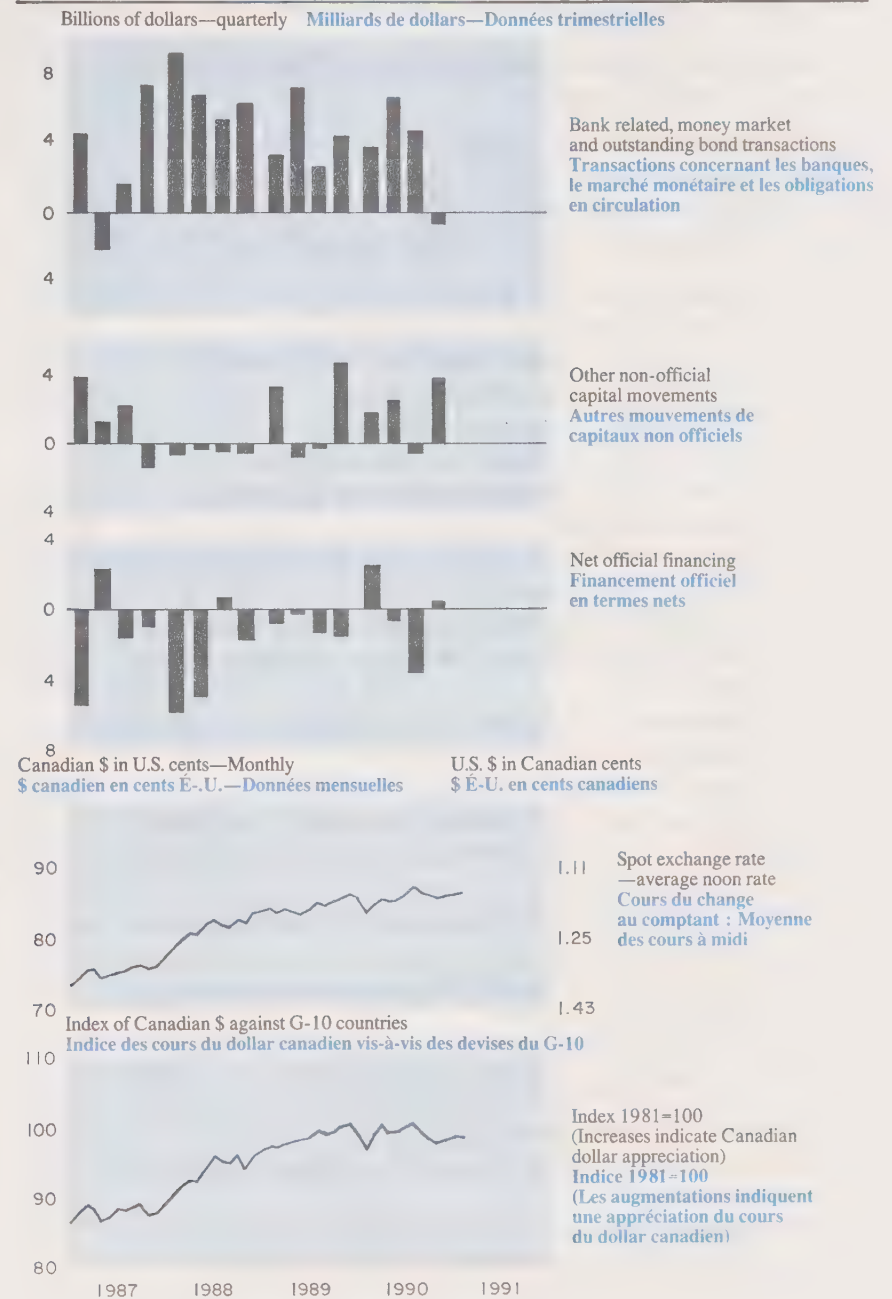 Billions of dollars—quarterly Milliards de dollars—Données trimestrielles
8
4
0
4
Bank related, money market
and outstanding bond transactions
Transactions concernant les banques,
le marché monétaire et les obligations
en circulation
4
0
4
Other non-official
capital movements
Autres mouvements de
capitaux non officiels
4
0
4
8
Net official financing
Financement officiel
en termes nets
Canadian $ in U.S. cents—Monthly
$ canadien en cents É-.U.—Données mensuelles
U.S. $ in Canadian cents
$ É-U. en cents canadiens
90
80
70
1.11
1.25
1.43
Spot exchange rate
—average noon rate
Cours du change
au comptant : Moyenne
des cours à midi
Index of Canadian $ against G-10 countries
Indice des cours du dollar canadien vis-à-vis des devises du G-10
110
100
90
80
Index 1981=100
(Increases indicate Canadian
dollar appreciation)
Indice 1981=100
(Les augmentations indiquent
une appréciation du cours
du dollar canadien)
1987 1988 1989 1990 1991